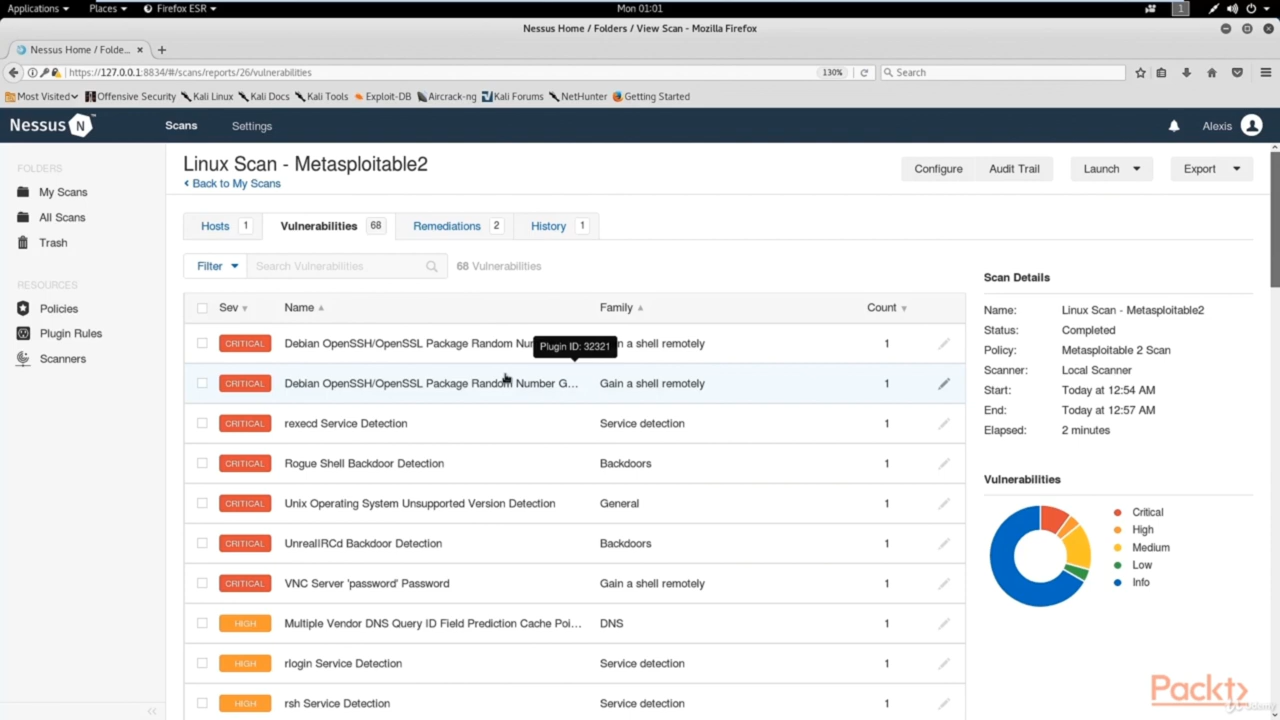 Applications Places Firefox ESR Mon 01:01 1
Nessus Home / Folders / View Scan - Mozilla Firefox
Nessus Home / Folde...
https://127.0.0.1:8834/#/scans/reports/26/vulnerabilities 130% Search
Most Visited Offensive Security Kali Linux Kali Docs Kali Tools Exploit-DB Aircrack-ng Kali Forums NetHunter Getting Started
Nessus N Scans Settings Alexis
FOLDERS
My Scans
All Scans
Trash
RESOURCES
Policies
Plugin Rules
Scanners
Linux Scan - Metasploitable2
Back to My Scans
Configure Audit Trail Launch Export
Hosts 1 Vulnerabilities 68 Remediations 2 History 1
Filter Search Vulnerabilities 68 Vulnerabilities
Sev Name Family Count
CRITICAL Debian OpenSSH/OpenSSL Package Random Nu a shell remotely 1
Plugin ID: 32321
CRITICAL Debian OpenSSH/OpenSSL Package Random Number G... Gain a shell remotely 1
CRITICAL rexecd Service Detection Service detection 1
CRITICAL Rogue Shell Backdoor Detection Backdoors 1
CRITICAL Unix Operating System Unsupported Version Detection General 1
CRITICAL UnrealIRCd Backdoor Detection Backdoors 1
CRITICAL VNC Server 'password' Password Gain a shell remotely 1
HIGH Multiple Vendor DNS Query ID Field Prediction Cache Poi... DNS 1
HIGH rlogin Service Detection Service detection 1
HIGH rsh Service Detection Service detection 1
Scan Details
Name: Linux Scan - Metasploitable2
Status: Completed
Policy: Metasploitable 2 Scan
Scanner: Local Scanner
Start: Today at 12:54 AM
End: Today at 12:57 AM
Elapsed: 2 minutes
Vulnerabilities
Critical
High
Medium
Low
Info
Packt
Udemy